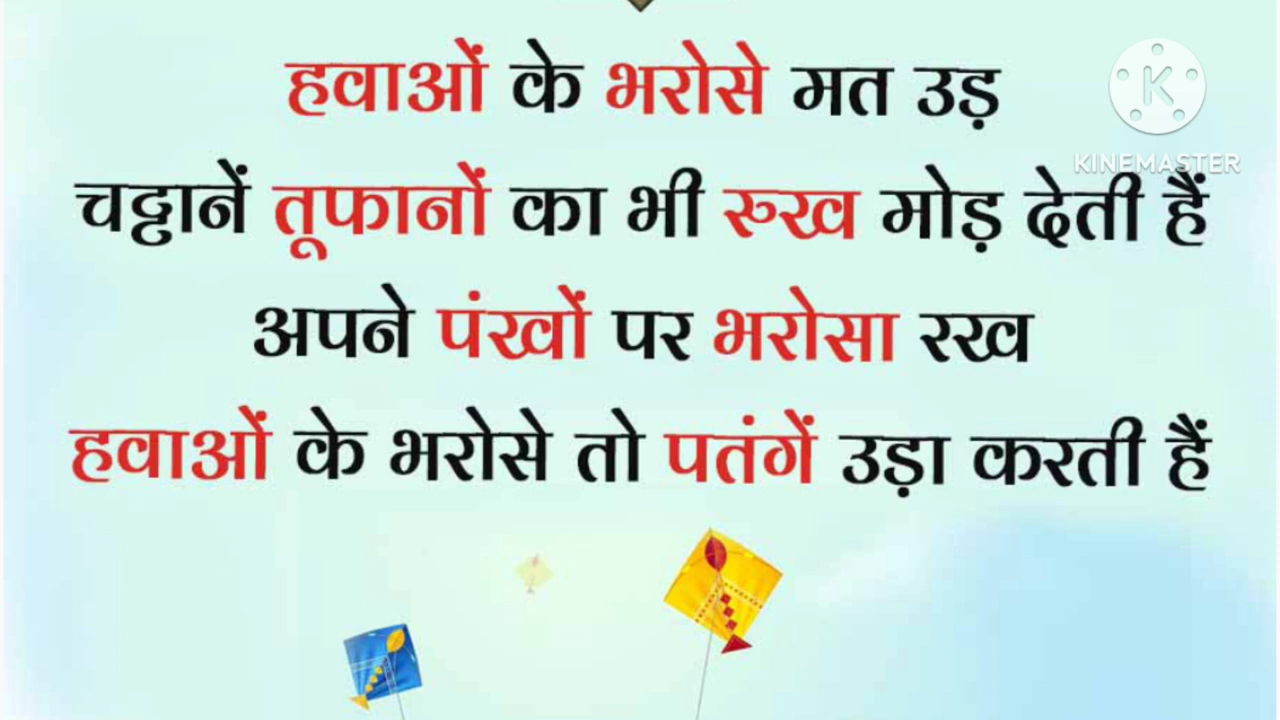 हवाओं के भरोसे मत उड़
चट्टानें तूफानों का भी रुख मोड़ देती हैं
अपने पंखों पर भरोसा रख
हवाओं के भरोसे तो पतंगें उड़ा करती हैं
K
KINEMASTER